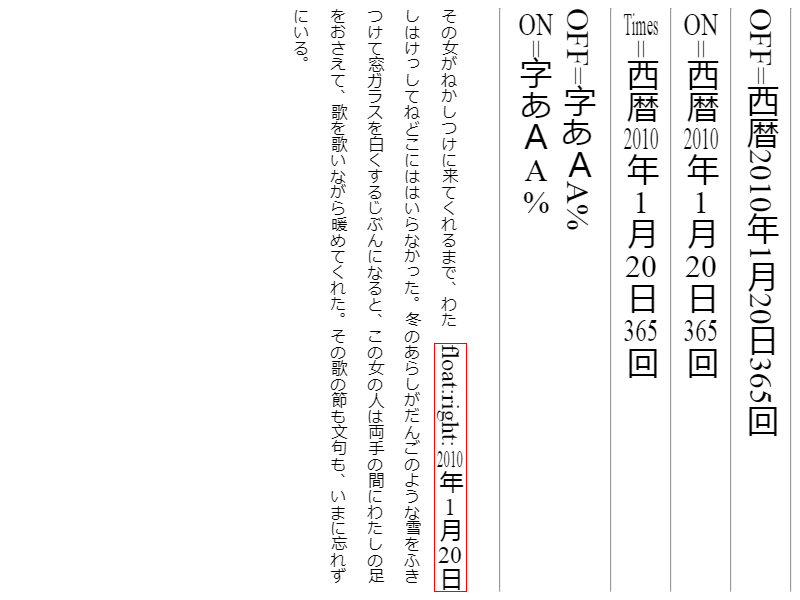 OFF=西暦2010年1月20日365回
ON=西暦2010年1月20日365回
Times=西暦2010年1月20日365回
OFF=字あＡA%
ON=字あＡA%
float:right: 2010年1月20日
その女がねかしつけに来てくれるまで、わた
しはけっしてねどこにははいらなかった。冬のあらしがだんごのような雪をふき
つけて窓ガラスを白くするじぶんになると、この女の人は両手の間にわたしの足
をおさえて、歌を歌いながら暖めてくれた。その歌の節も文句も、いまに忘れず
にいる。